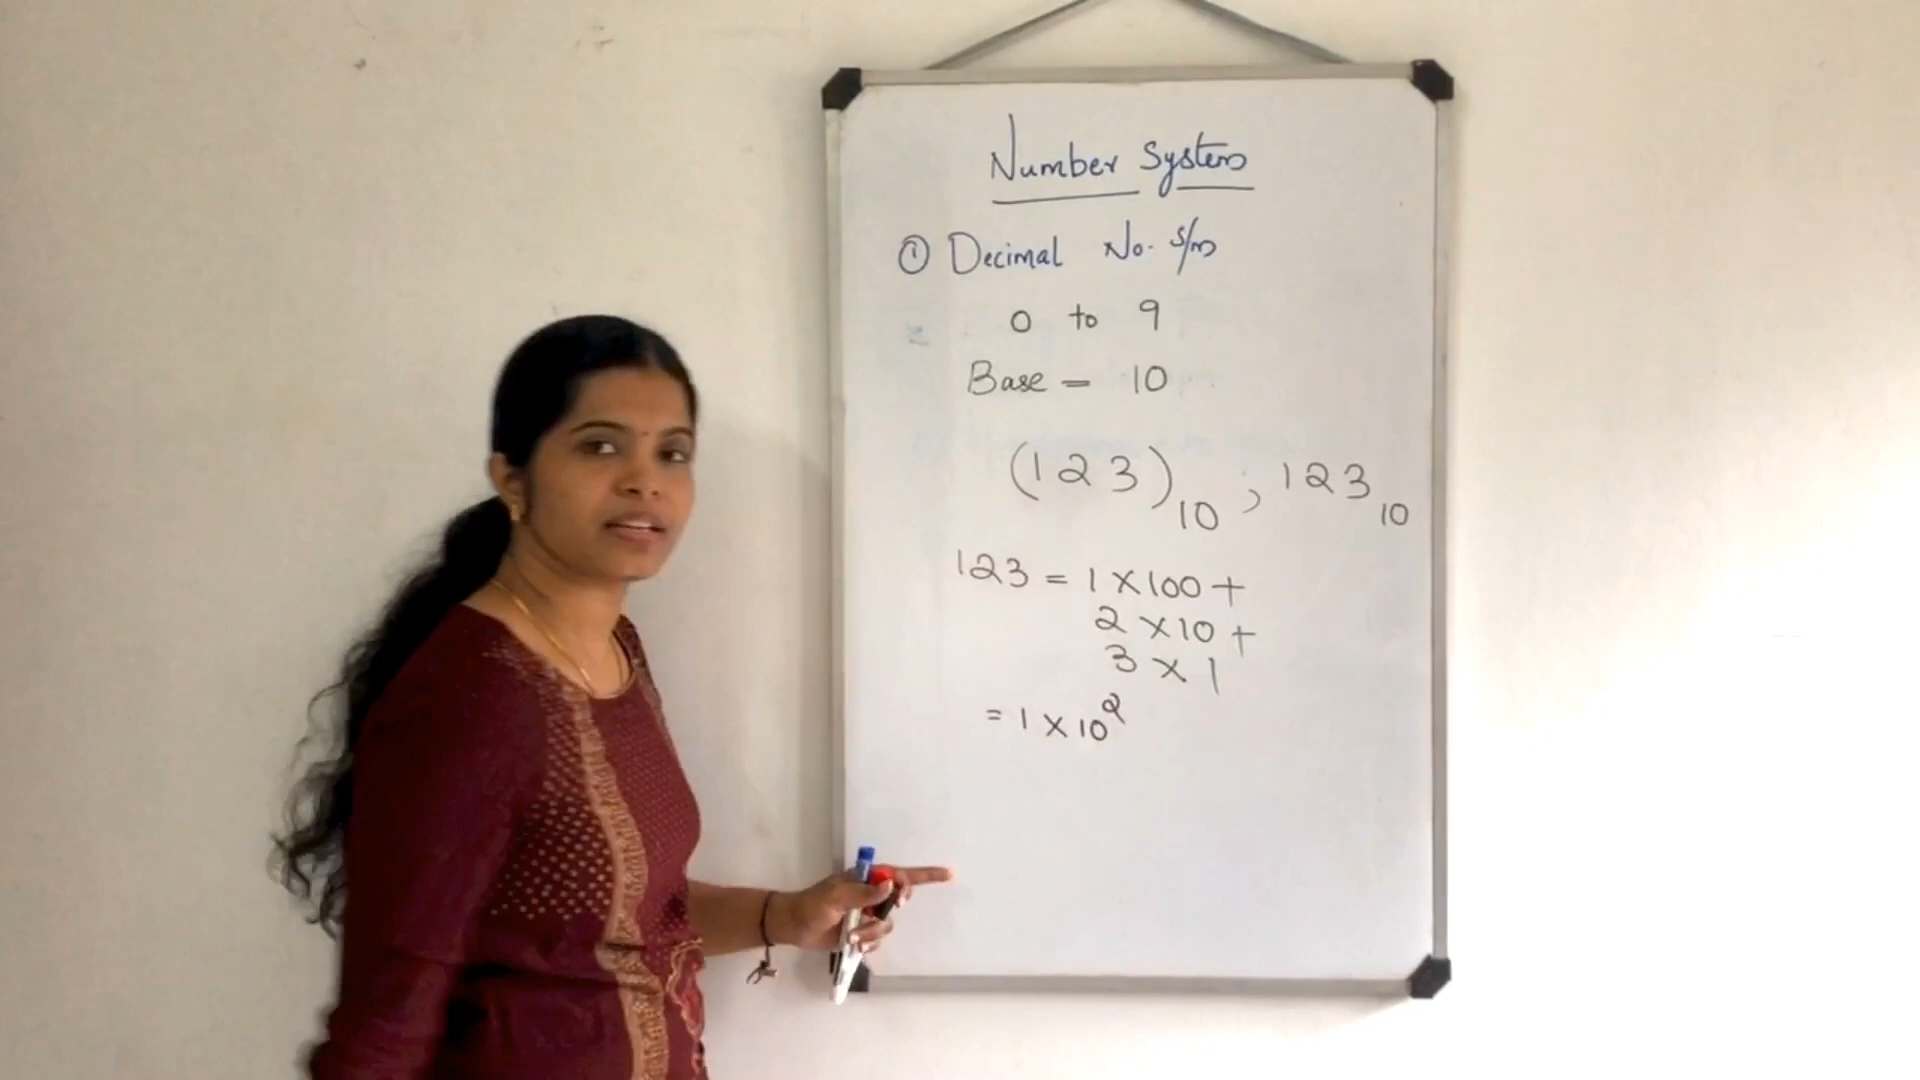 Number System
① Decimal No. s/m
0 to 9
Base = 10
(123)₁₀ ; 123₁₀
123 = 1 × 100 +
2 × 10 +
3 × 1
= 1 × 10²